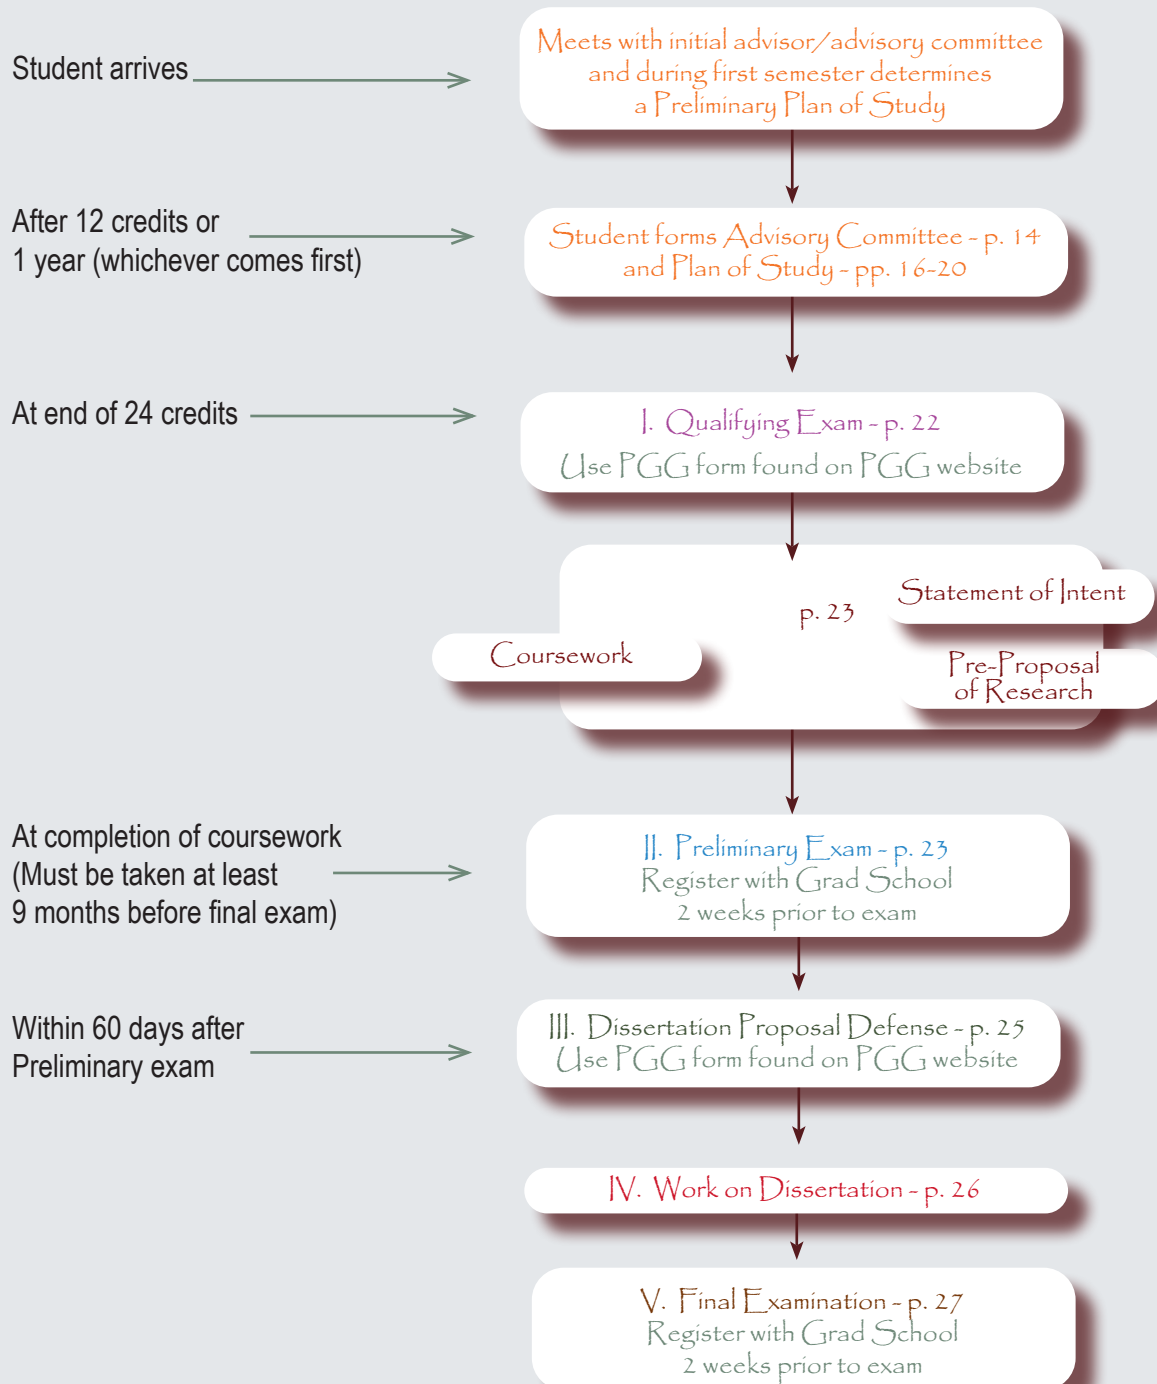 Student arrives
Meets with initial advisor/advisory committee
and during first semester determines
a Preliminary Plan of Study
After 12 credits or
1 year (whichever comes first)
Student forms Advisory Committee - p. 14
and Plan of Study - pp. 16-20
At end of 24 credits
I. Qualifying Exam - p. 22
Use PGG form found on PGG website
Statement of Intent
p. 23
Coursework
Pre-Proposal
of Research
At completion of coursework
(Must be taken at least
9 months before final exam)
II. Preliminary Exam - p. 23
Register with Grad School
2 weeks prior to exam
Within 60 days after
Preliminary exam
III. Dissertation Proposal Defense - p. 25
Use PGG form found on PGG website
IV. Work on Dissertation - p. 26
V. Final Examination - p. 27
Register with Grad School
2 weeks prior to exam